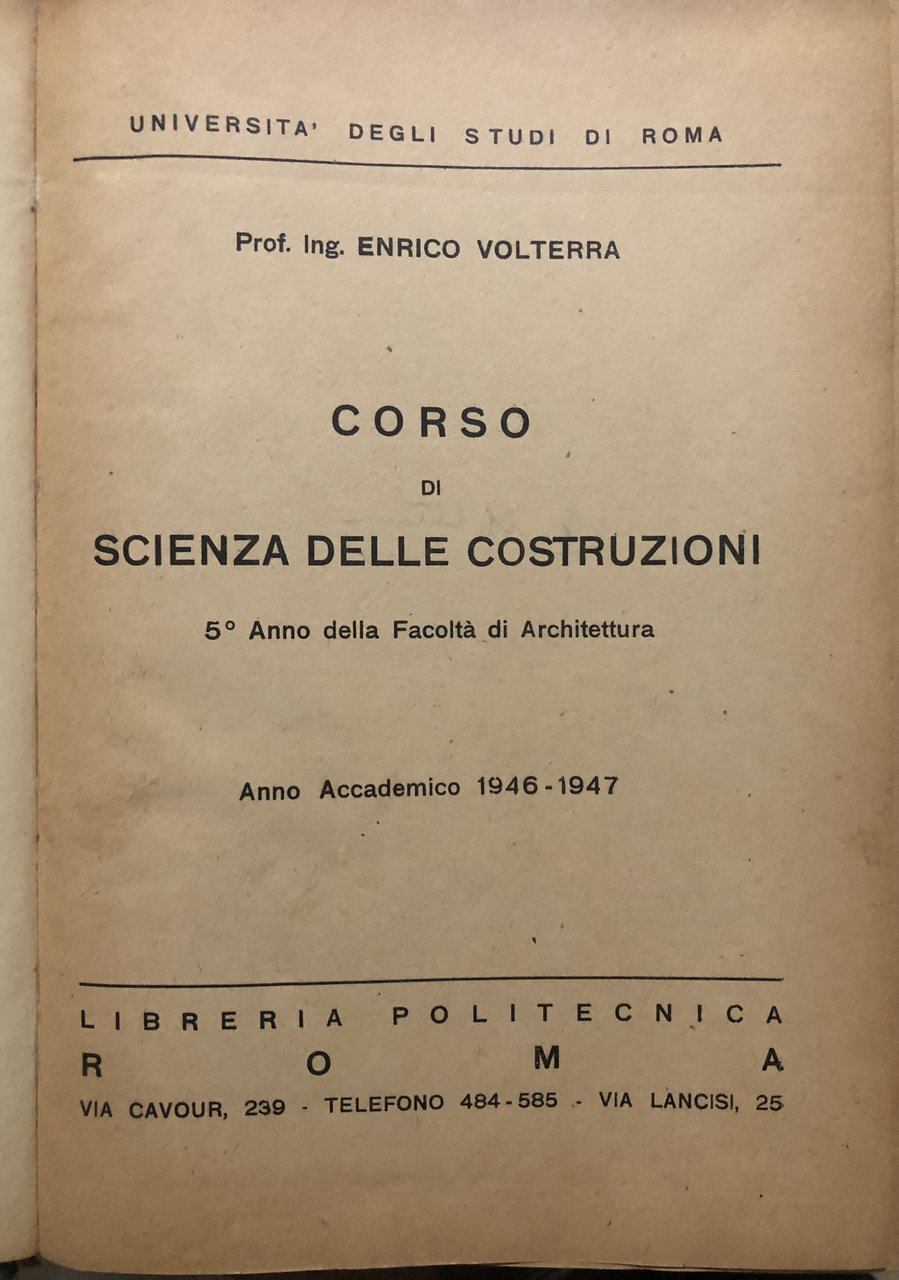 UNIVERSITA' DEGLI STUDI DI ROMA
Prof. Ing. ENRICO VOLTERRA
CORSO
DI
SCIENZA DELLE COSTRUZIONI
5° Anno della Facoltà di Architettura
Anno Accademico 1946-1947
LIBRERIA POLITECNICA
ROMA
VIA CAVOUR, 239 - TELEFONO 484-585 - VIA LANCISI, 25